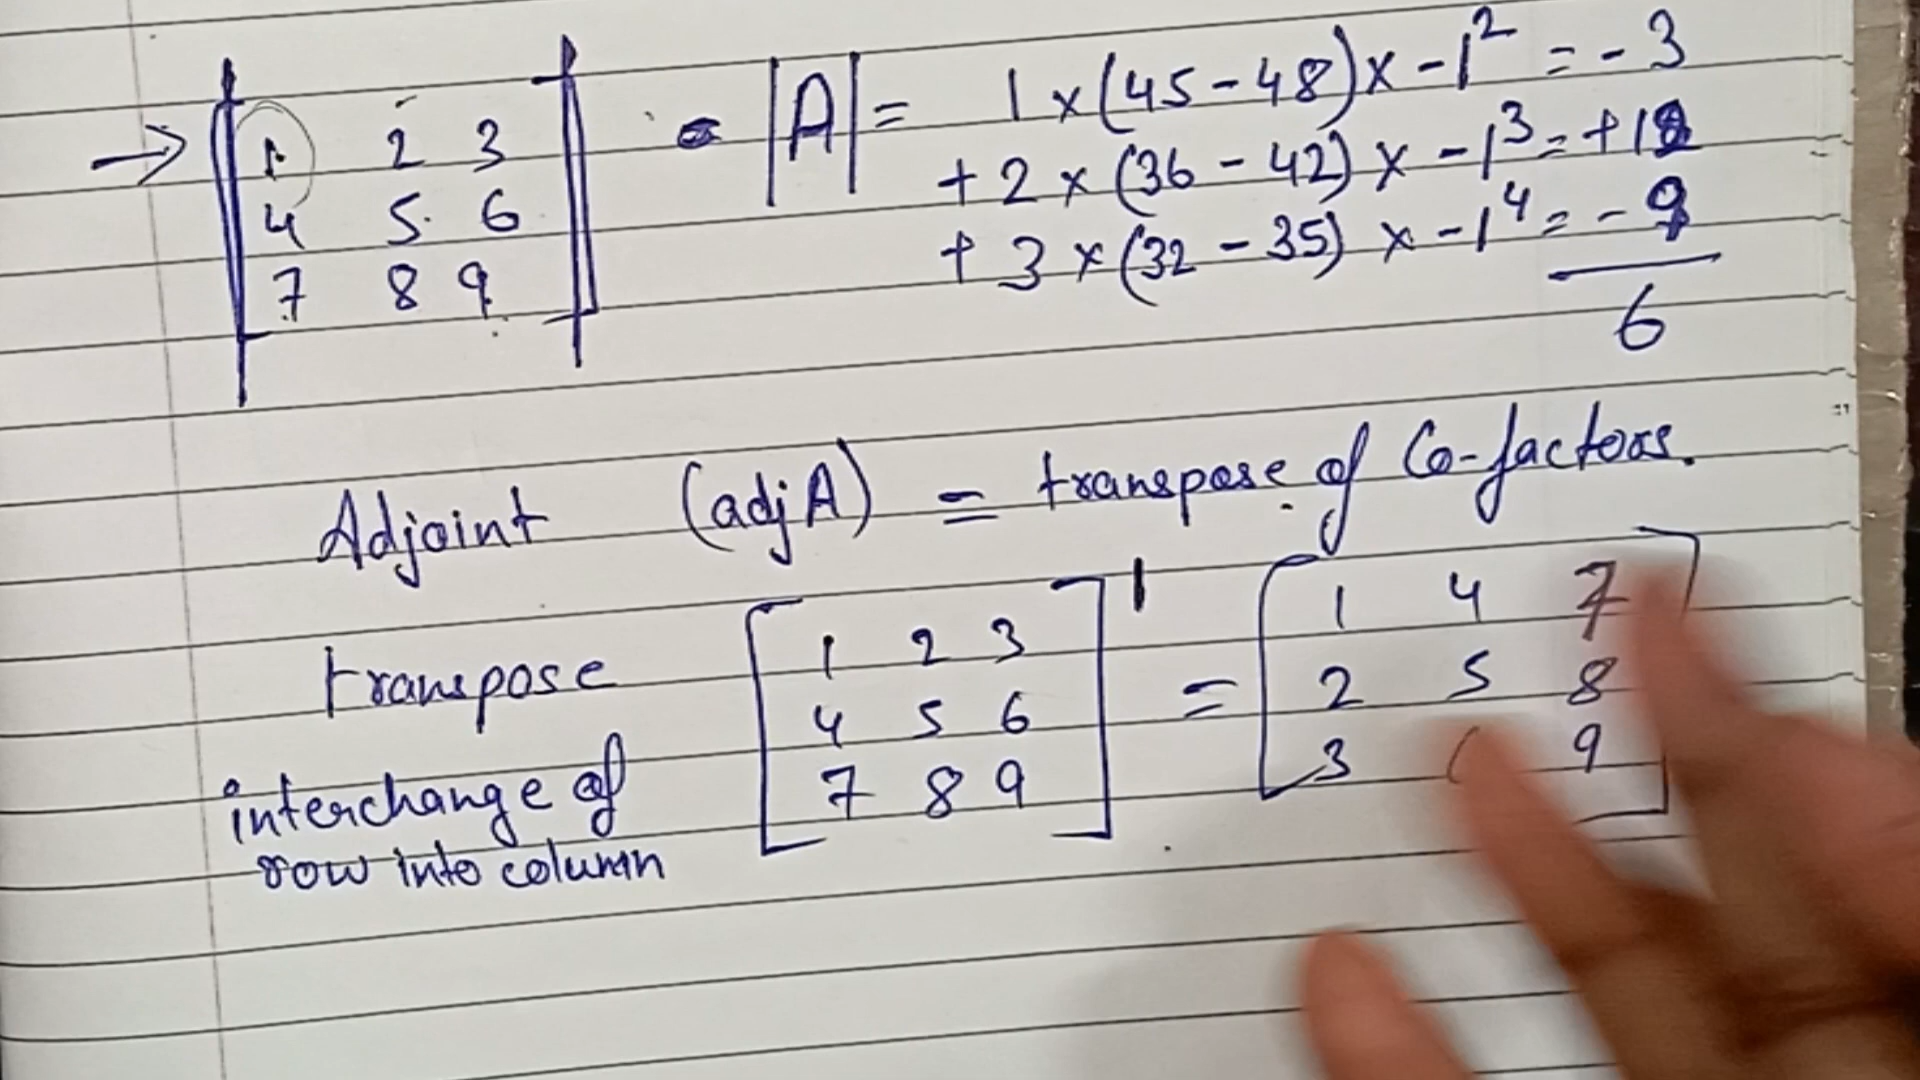 → | 1 2 3 | = |A| = 1 × (45 - 48) × -1² = - 3
4 5 6 + 2 × (36 - 42) × -1³ = +12
7 8 9 + 3 × (32 - 35) × -1⁴ = - 9
6
Adjoint (adj A) = transpose of Co-factors.
transpose [ 1 2 3 ]' = [ 1 4 7 ]
4 5 6 2 5 8
7 8 9 3 9
interchange of
row into column